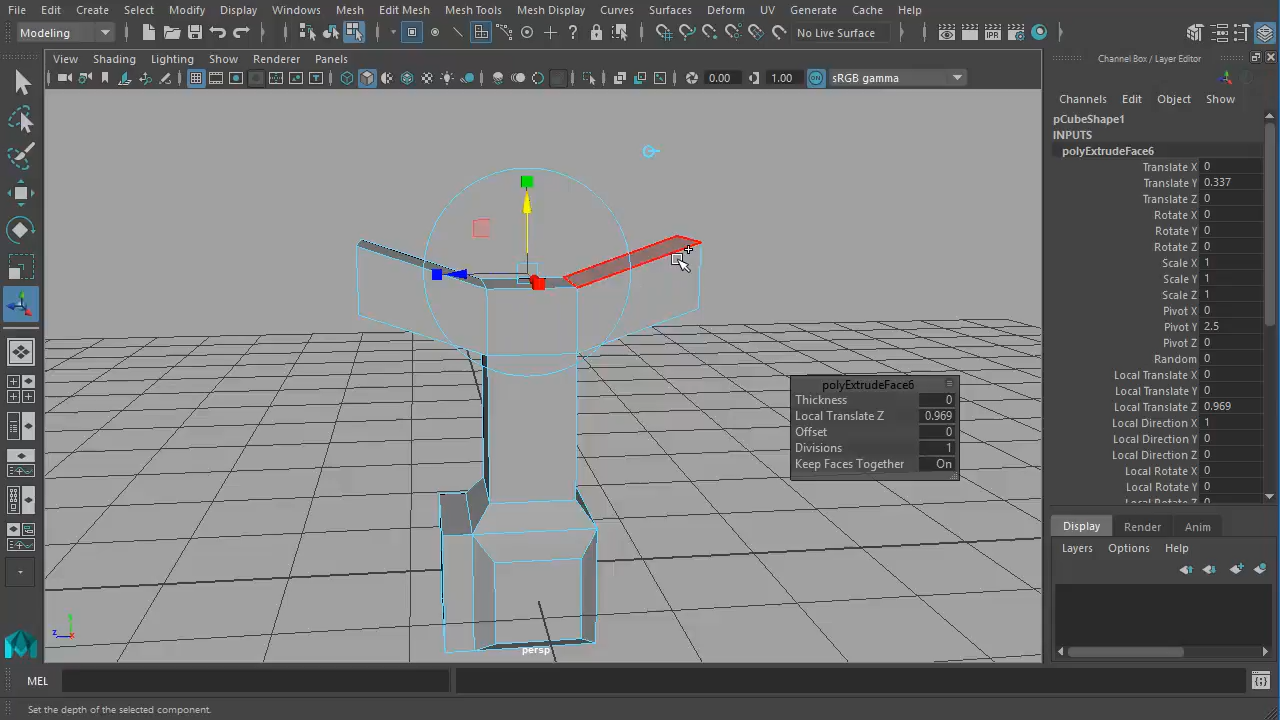 File Edit Create Select Modify Display Windows Mesh Edit Mesh Mesh Tools Mesh Display Curves Surfaces Deform UV Generate Cache Help
Modeling No Live Surface
View Shading Lighting Show Renderer Panels
0.00 1.00 ON sRGB gamma
Channel Box / Layer Editor
Channels Edit Object Show
pCubeShape1
INPUTS
polyExtrudeFace6
Translate X 0
Translate Y 0.337
Translate Z 0
Rotate X 0
Rotate Y 0
Rotate Z 0
Scale X 1
Scale Y 1
Scale Z 1
Pivot X 0
Pivot Y 2.5
Pivot Z 0
Random 0
Local Translate X 0
Local Translate Y 0
Local Translate Z 0.969
Local Direction X 1
Local Direction Y 0
Local Direction Z 0
Local Rotate X 0
Local Rotate Y 0
Local Rotate Z 0
polyExtrudeFace6
Thickness 0
Local Translate Z 0.969
Offset 0
Divisions 1
Keep Faces Together On
Display Render Anim
Layers Options Help
y
z x
persp
MEL
Set the depth of the selected component.